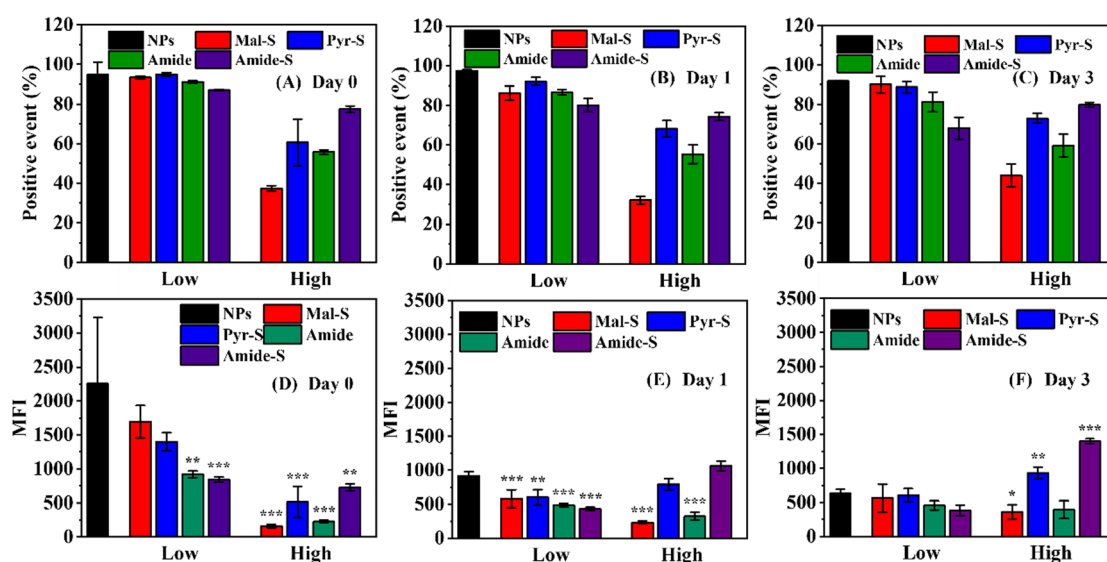 120
100
80
60
40
20
0
Positive event (%)
NPs Mal-S Pyr-S
Amide Amide-S
(A) Day 0
Low High
120
100
80
60
40
20
0
Positive event (%)
NPs Mal-S Pyr-S
Amide Amide-S
(B) Day 1
Low High
120
100
80
60
40
20
0
Positive event (%)
NPs Mal-S Pyr-S
Amide Amide-S
(C) Day 3
Low High
3500
3000
2500
2000
1500
1000
500
0
MFI
NPs Mal-S
Pyr-S Amide
Amide-S
(D) Day 0
** *** *** *** *** **
Low High
3500
3000
2500
2000
1500
1000
500
0
MFI
NPs Mal-S Pyr-S
Amide Amide-S
(E) Day 1
*** ** *** *** *** ***
Low High
3500
3000
2500
2000
1500
1000
500
0
MFI
NPs Mal-S Pyr-S
Amide Amide-S
(F) Day 3
* ** ***
Low High